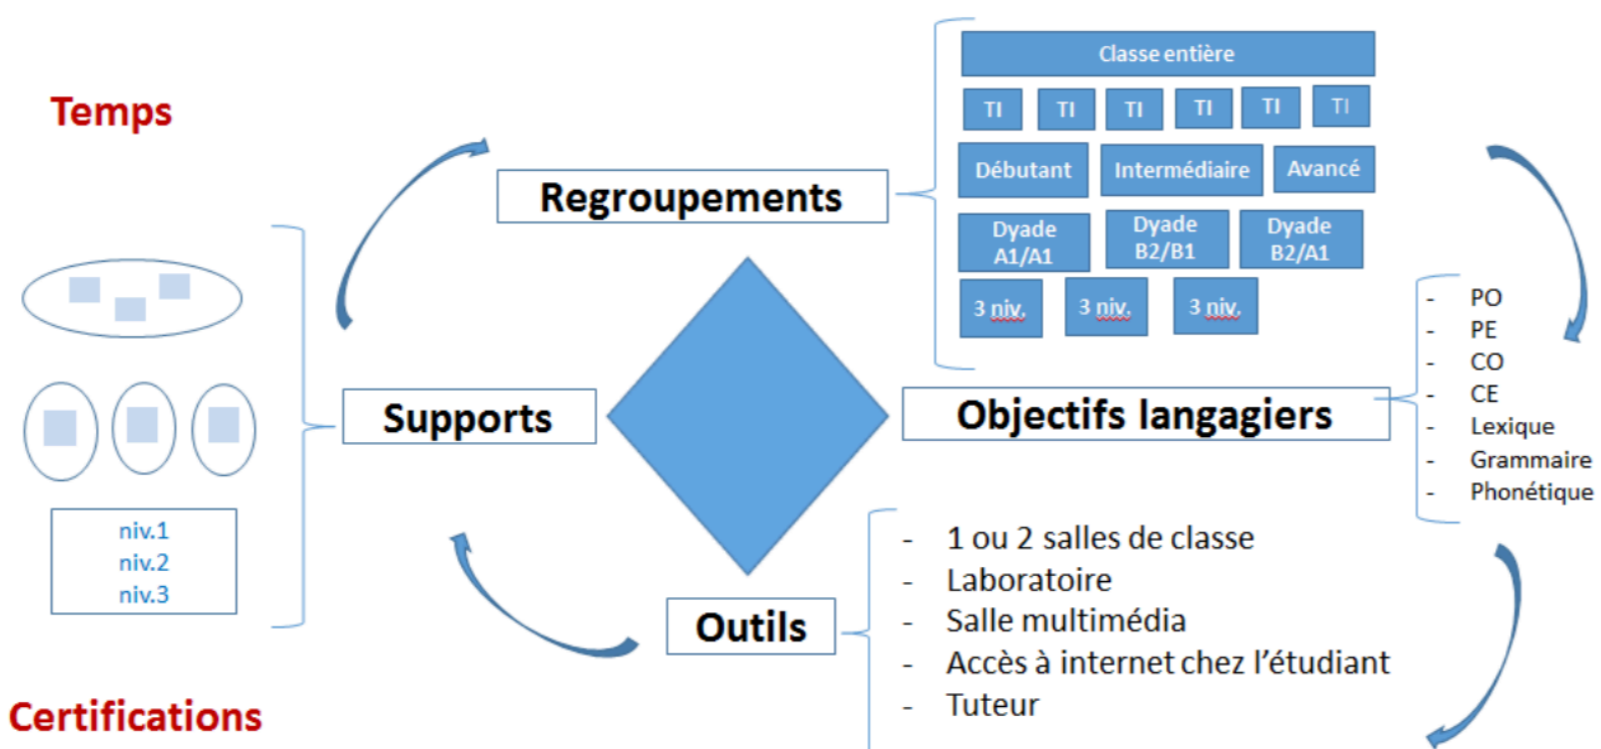 Temps
Certifications
Supports
niv.1
niv.2
niv.3
Regroupements
Classe entière
TI TI TI TI TI TI
Débutant Intermédiaire Avancé
Dyade A1/A1
Dyade B2/B1
Dyade B2/A1
3 niv. 3 niv. 3 niv.
Objectifs langagiers
- PO
- PE
- CO
- CE
- Lexique
- Grammaire
- Phonétique
Outils
- 1 ou 2 salles de classe
- Laboratoire
- Salle multimédia
- Accès à internet chez l'étudiant
- Tuteur